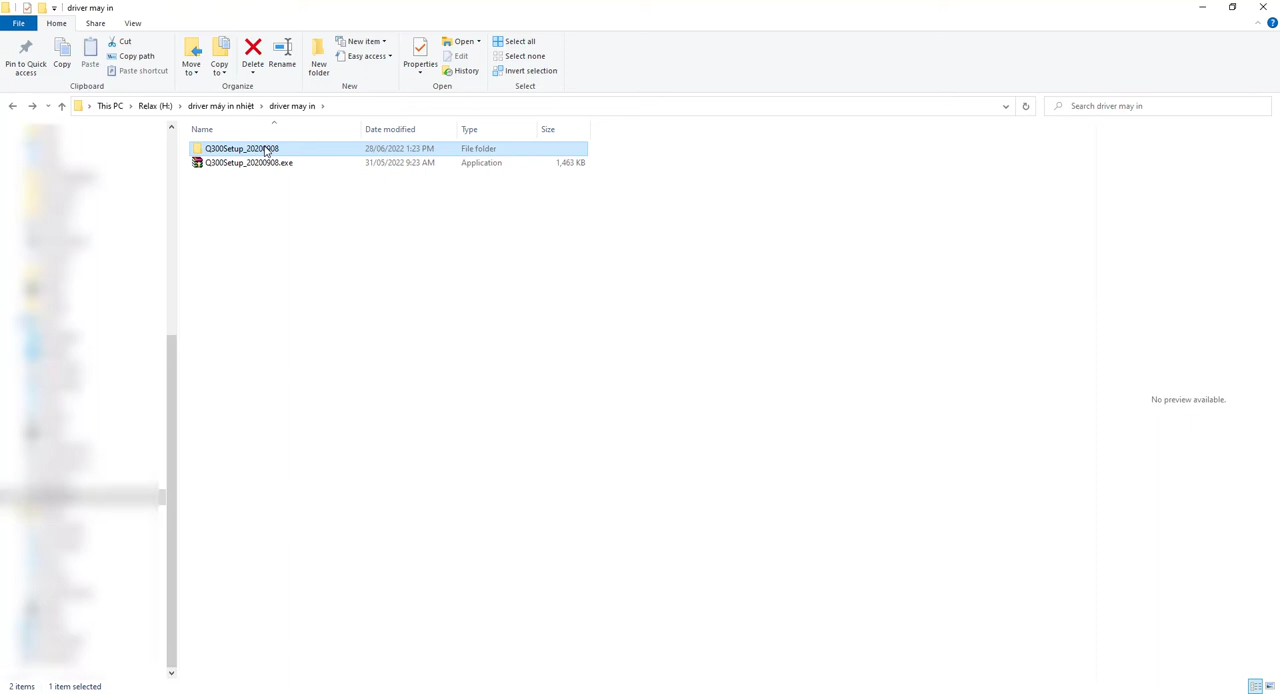 driver may in
File
Home
Share
View
Pin to Quick
access
Copy
Paste
Cut
Copy path
Paste shortcut
Clipboard
Move
to
Copy
to
Delete
Rename
Organize
New
folder
New item
Easy access
New
Properties
Open
Edit
History
Open
Select all
Select none
Invert selection
Select
This PC
Relax (H:)
driver máy in nhiệt
driver may in
Search driver may in
Name
Date modified
Type
Size
Q300Setup_20200908
28/06/2022 1:23 PM
File folder
Q300Setup_20200908.exe
31/05/2022 9:23 AM
Application
1,463 KB
No preview available.
2 items
1 item selected